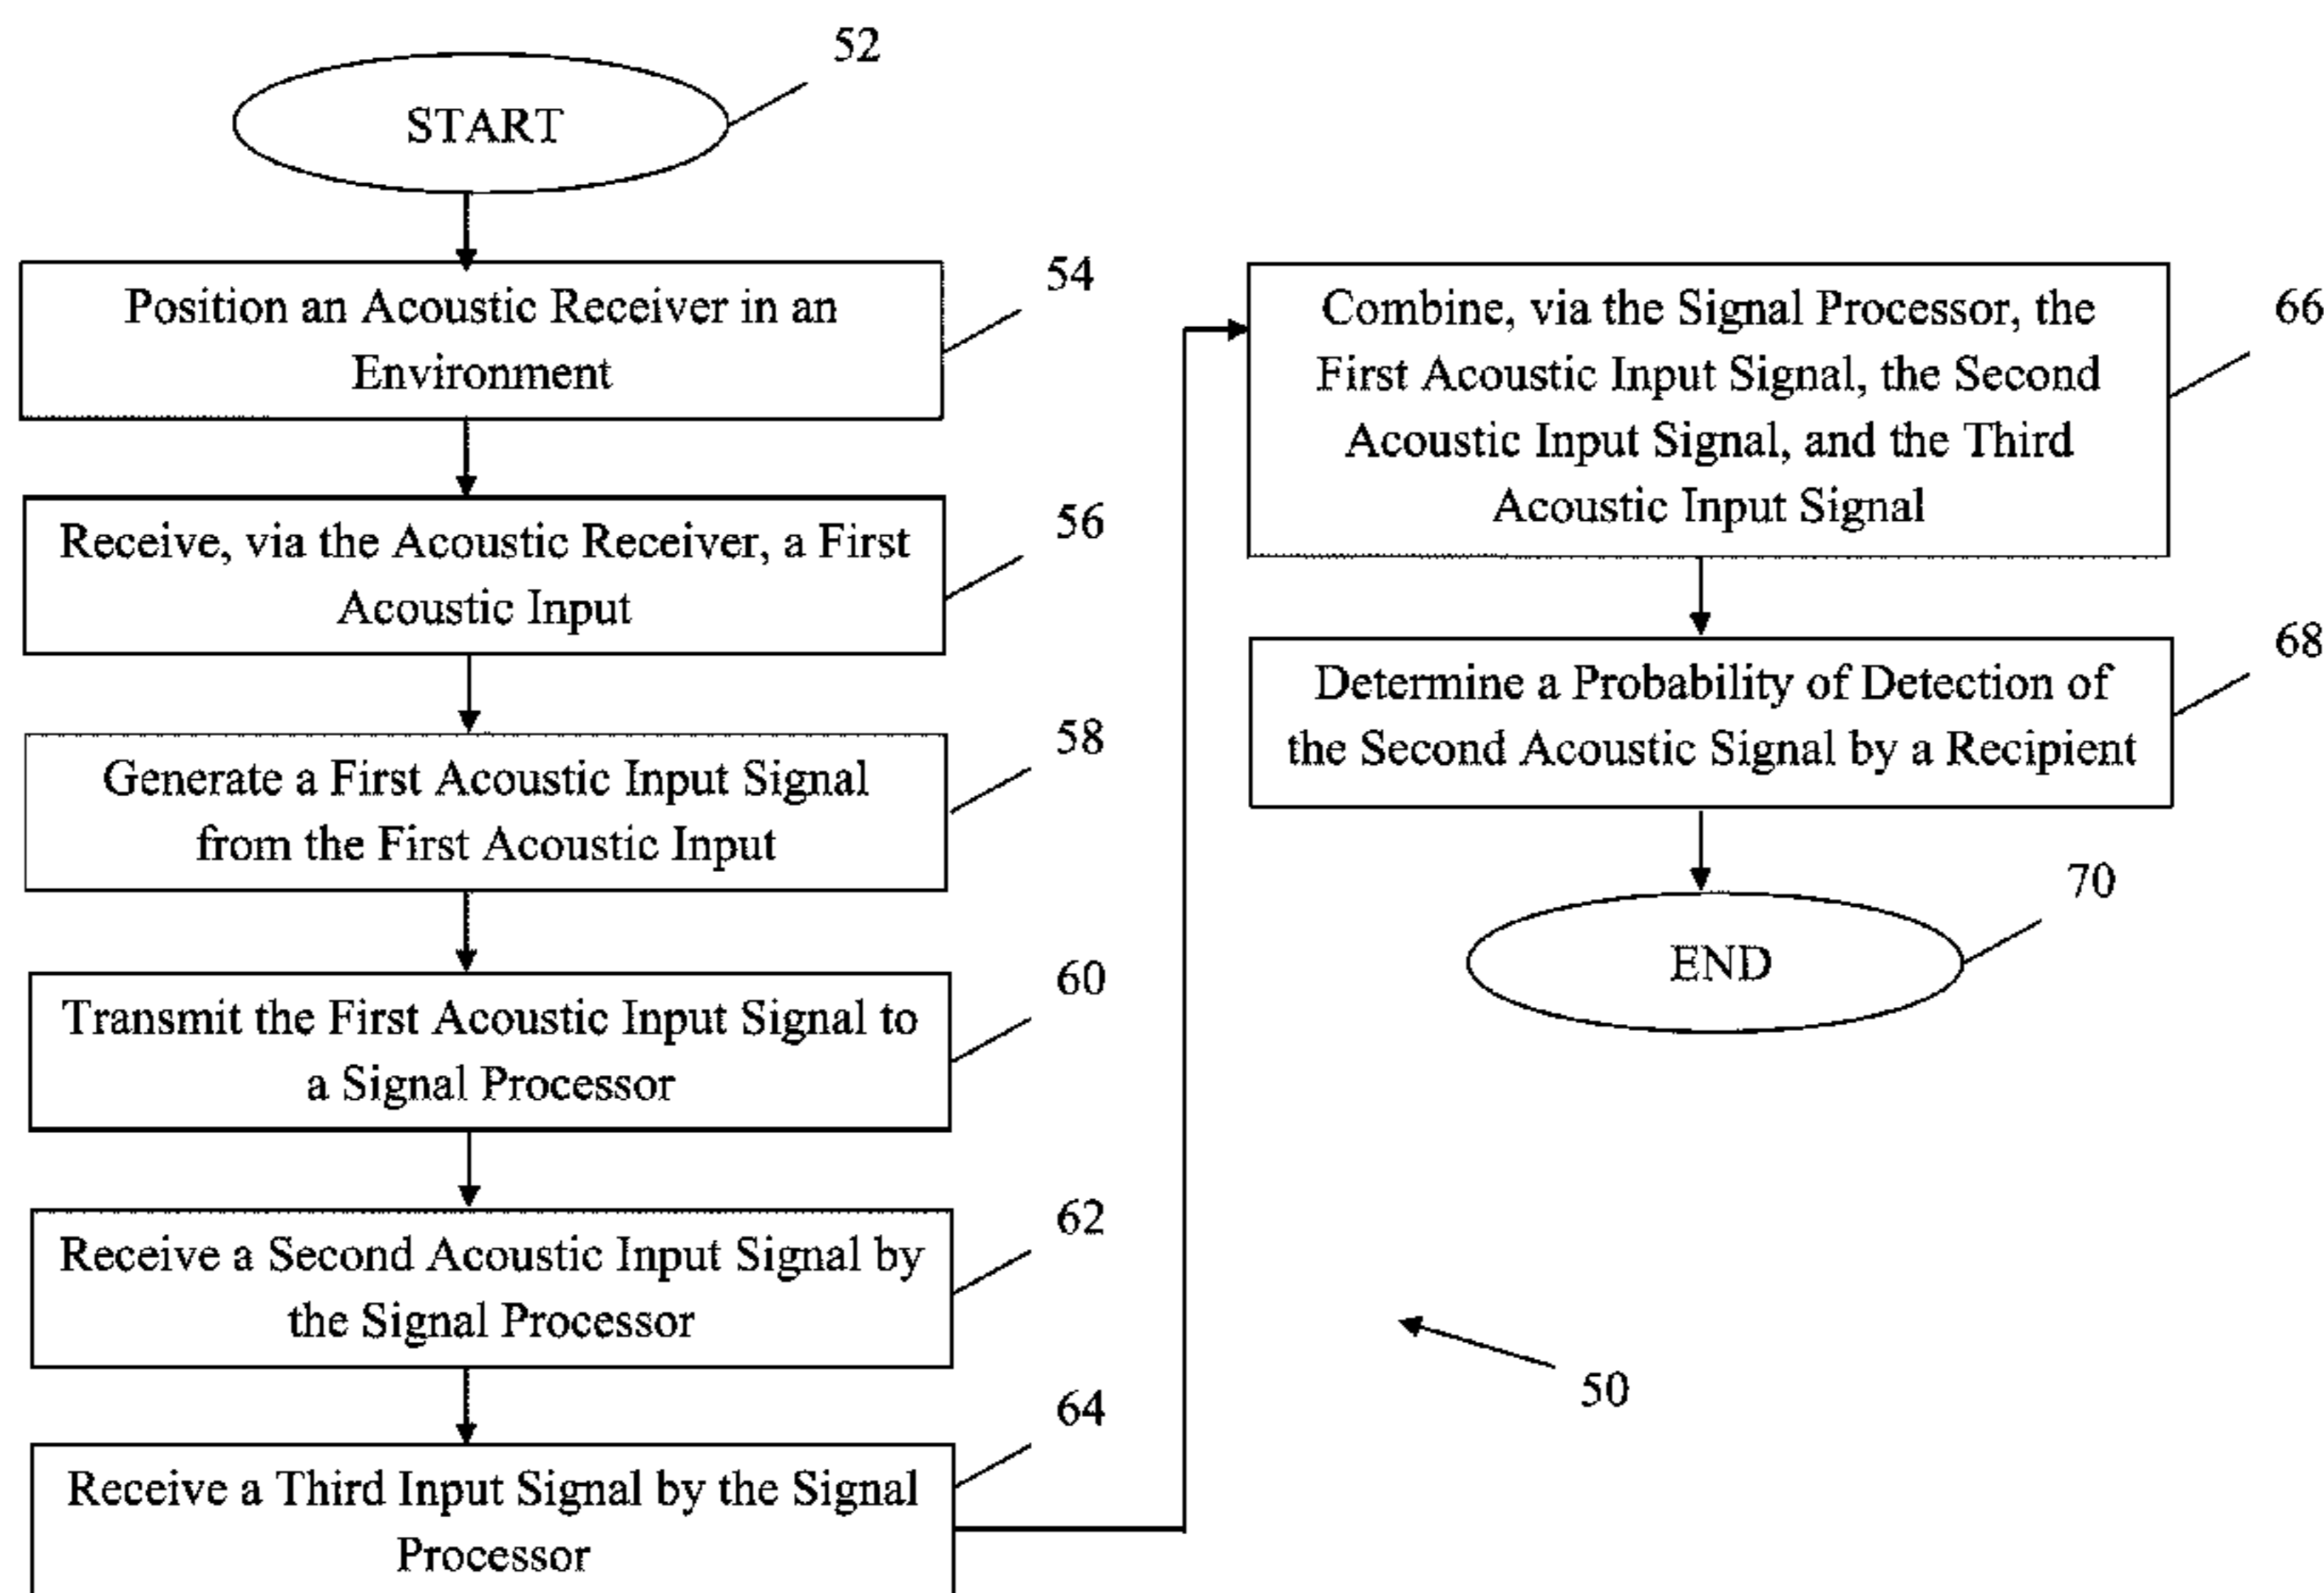 52
START
54
Position an Acoustic Receiver in an
Environment
56
Receive, via the Acoustic Receiver, a First
Acoustic Input
58
Generate a First Acoustic Input Signal
from the First Acoustic Input
60
Transmit the First Acoustic Input Signal to
a Signal Processor
62
Receive a Second Acoustic Input Signal by
the Signal Processor
64
Receive a Third Input Signal by the Signal
Processor
66
Combine, via the Signal Processor, the
First Acoustic Input Signal, the Second
Acoustic Input Signal, and the Third
Acoustic Input Signal
68
Determine a Probability of Detection of
the Second Acoustic Signal by a Recipient
70
END
50